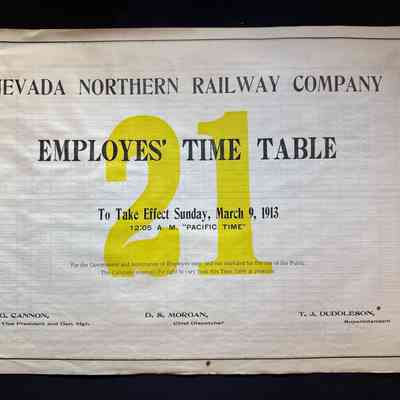 NEVADA NORTHERN RAILWAY COMPANY
21
EMPLOYES' TIME TABLE
To Take Effect Sunday, March 9, 1913
12:05 A. M. "PACIFIC TIME"
For the Government and Information of Employes only, and not intended for the use of the Public.
The Company reserves the right to vary from this Time Table at pleasure.
CANNON, D. S. MORGAN, T. J. DUDDLESON,
Vice President and Gen. Mgr. Chief Dispatcher Superintendent